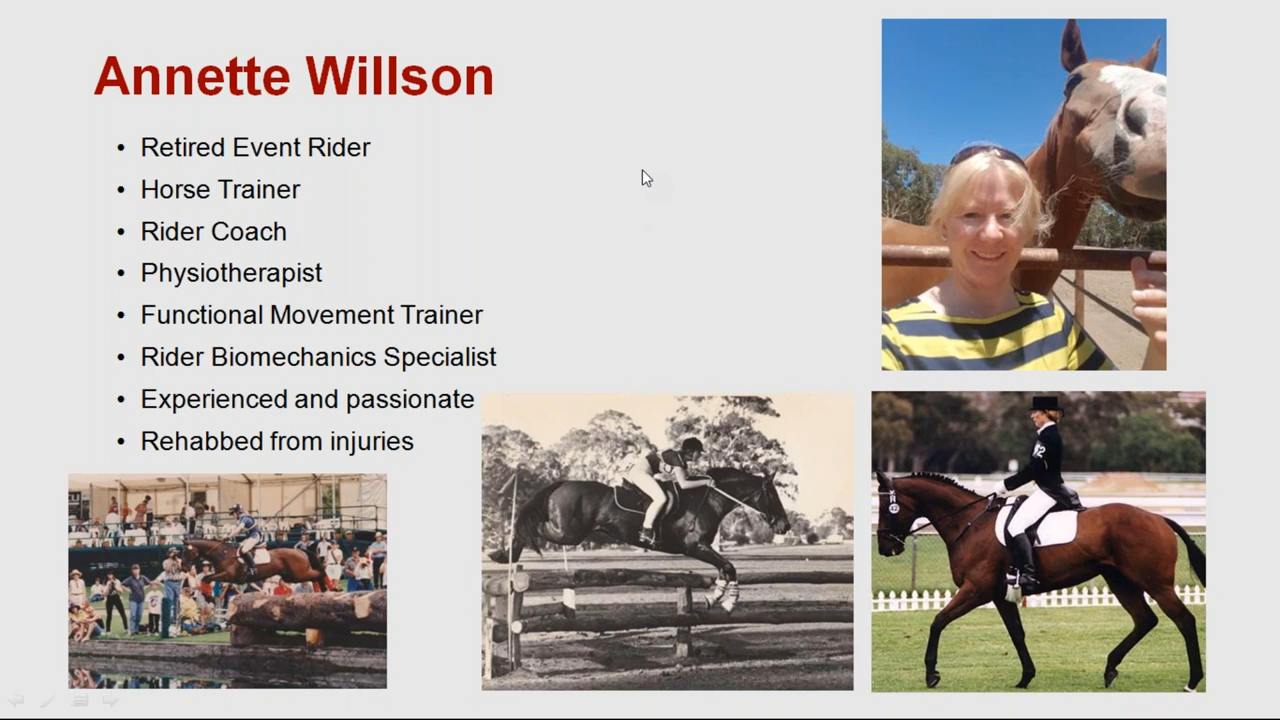 Annette Willson
• Retired Event Rider
• Horse Trainer
• Rider Coach
• Physiotherapist
• Functional Movement Trainer
• Rider Biomechanics Specialist
• Experienced and passionate
• Rehabbed from injuries